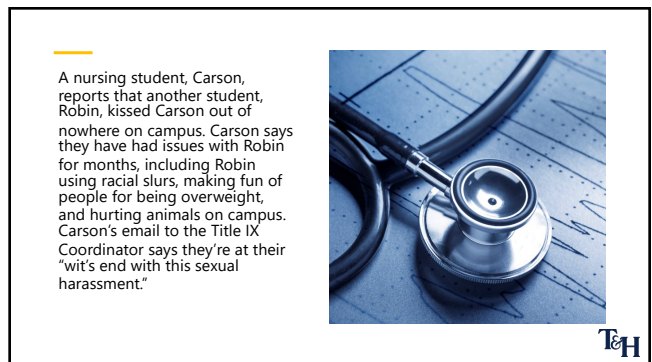 A nursing student, Carson,
reports that another student,
Robin, kissed Carson out of
nowhere on campus. Carson says
they have had issues with Robin
for months, including Robin
using racial slurs, making fun of
people for being overweight,
and hurting animals on campus.
Carson’s email to the Title IX
Coordinator says they’re at their
“wit’s end with this sexual
harassment.”
T&H